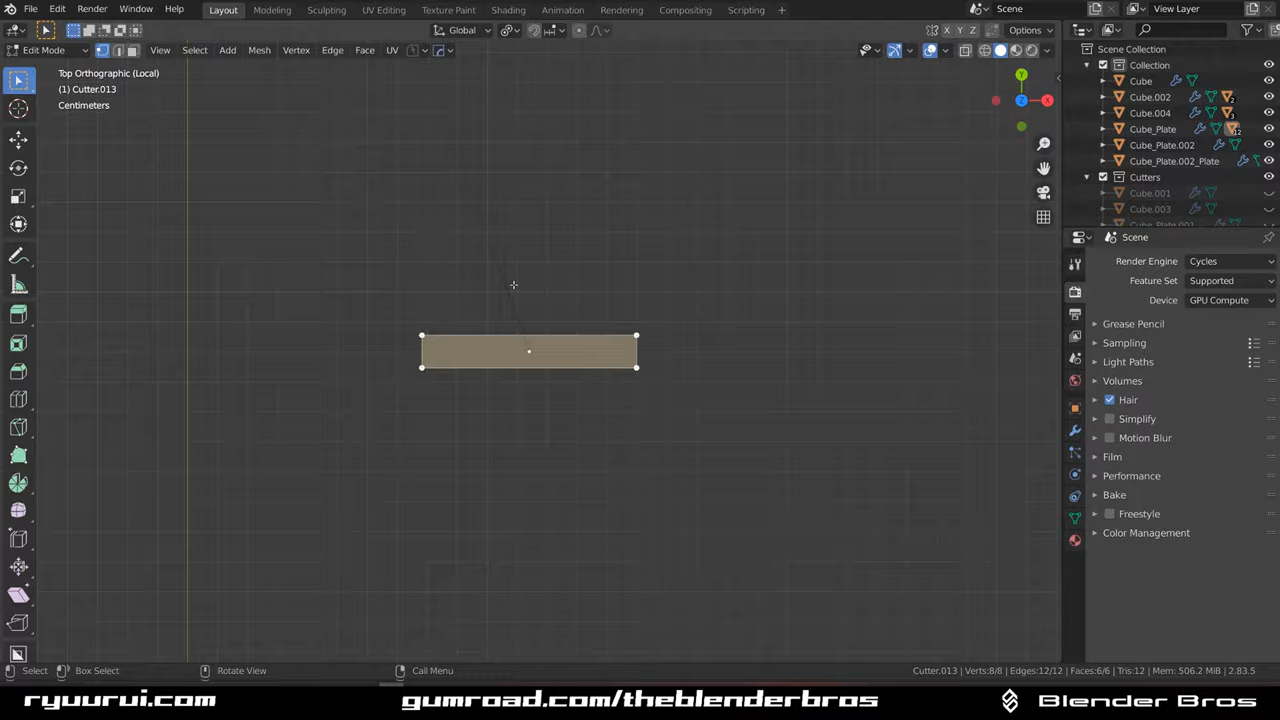 File Edit Render Window Help Layout Modeling Sculpting UV Editing Texture Paint Shading Animation Rendering Compositing Scripting + Scene View Layer
Global X Y Z Options
Edit Mode View Select Add Mesh Vertex Edge Face UV
Top Orthographic (Local)
(1) Cutter.013
Centimeters
Y
Z
X
Scene Collection
Collection
Cube
Cube.002 2
Cube.004 3
Cube_Plate 12
Cube_Plate.002
Cube_Plate.002_Plate
Cutters
Cube.001
Cube.003
Scene
Render Engine Cycles
Feature Set Supported
Device GPU Compute
Grease Pencil
Sampling
Light Paths
Volumes
Hair
Simplify
Motion Blur
Film
Performance
Bake
Freestyle
Color Management
Select Box Select Rotate View Call Menu Cutter.013 | Verts:8/8 | Edges:12/12 | Faces:6/6 | Tris:12 | Mem: 506.2 MiB | 2.83.5
ryuurui.com gumroad.com/theblenderbros Blender Bros